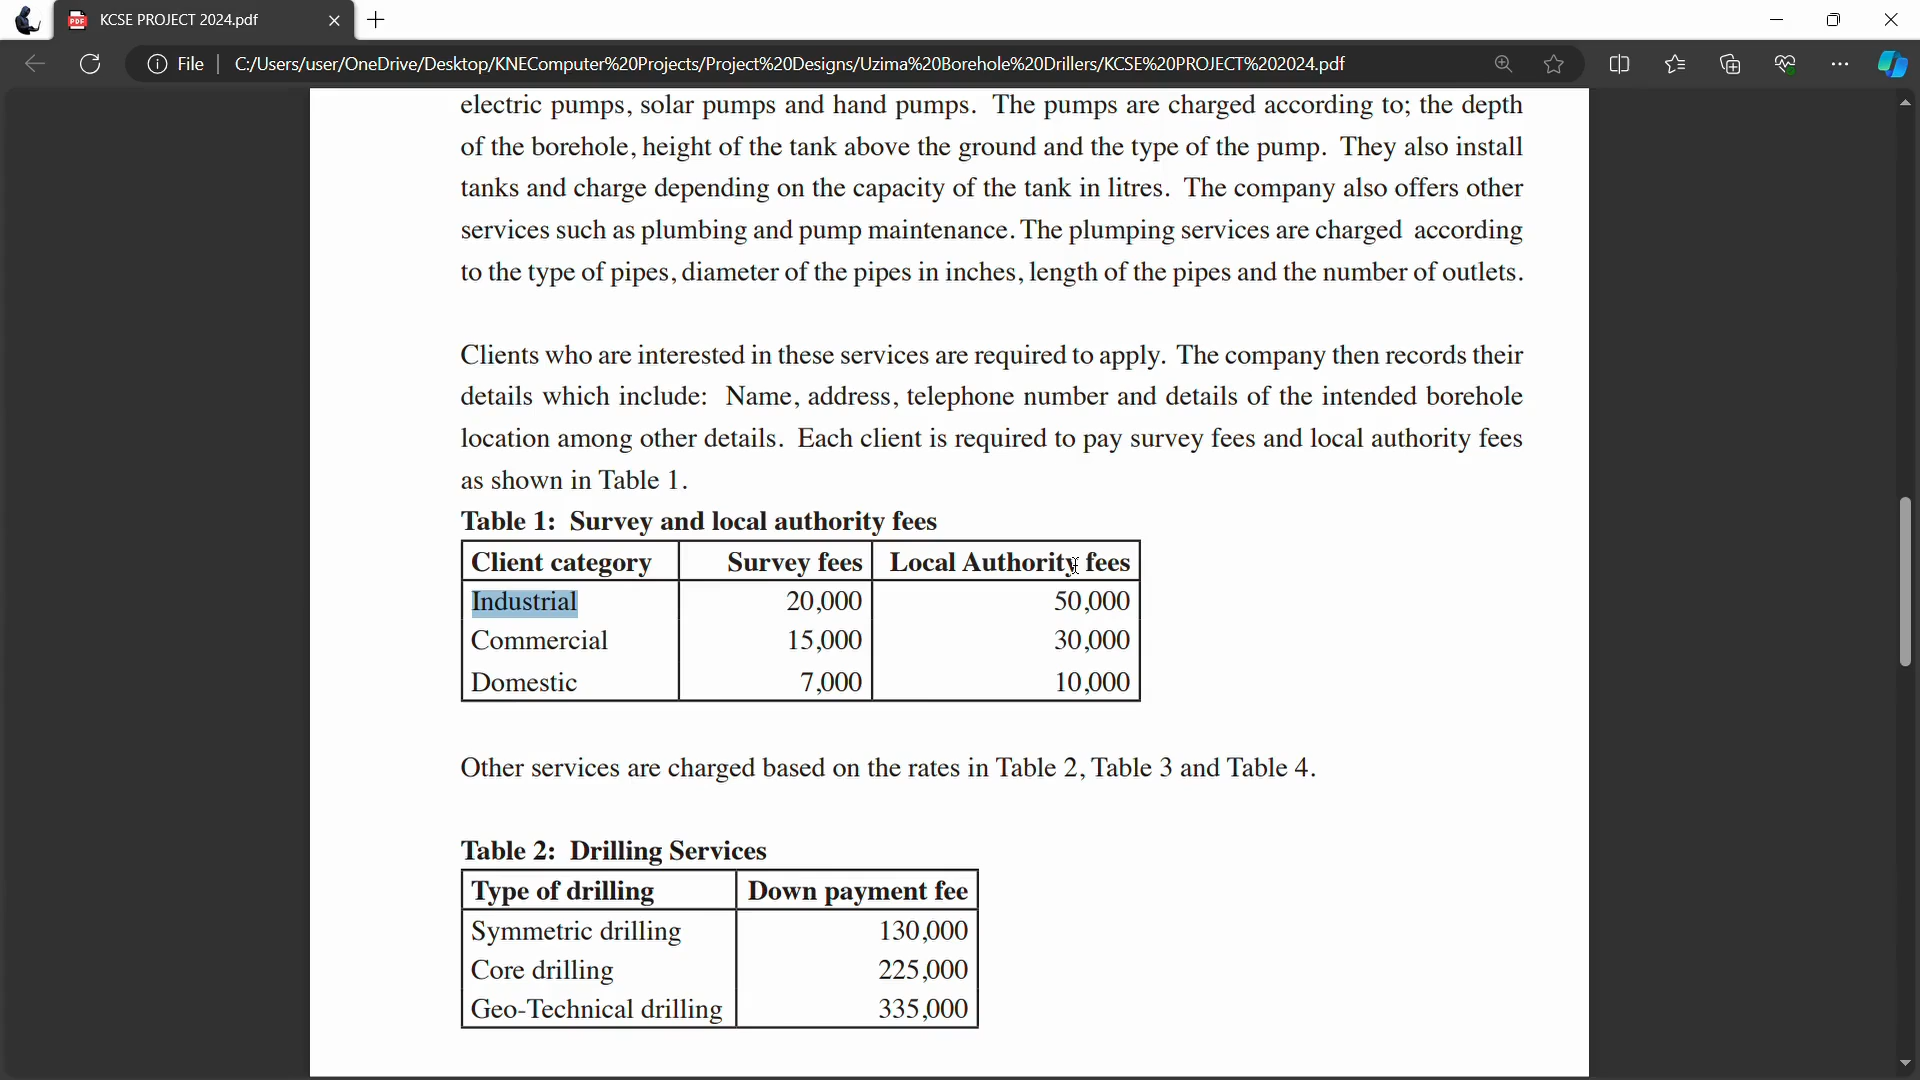 KCSE PROJECT 2024.pdf
File
C:/Users/user/OneDrive/Desktop/KNEComputer%20Projects/Project%20Designs/Uzima%20Borehole%20Drillers/KCSE%20PROJECT%202024.pdf
electric pumps, solar pumps and hand pumps. The pumps are charged according to; the depth
of the borehole, height of the tank above the ground and the type of the pump. They also install
tanks and charge depending on the capacity of the tank in litres. The company also offers other
services such as plumbing and pump maintenance. The plumping services are charged according
to the type of pipes, diameter of the pipes in inches, length of the pipes and the number of outlets.
Clients who are interested in these services are required to apply. The company then records their
details which include: Name, address, telephone number and details of the intended borehole
location among other details. Each client is required to pay survey fees and local authority fees
as shown in Table 1.
Table 1: Survey and local authority fees
Client category Survey fees Local Authority fees
Industrial 20,000 50,000
Commercial 15,000 30,000
Domestic 7,000 10,000
Other services are charged based on the rates in Table 2, Table 3 and Table 4.
Table 2: Drilling Services
Type of drilling Down payment fee
Symmetric drilling 130,000
Core drilling 225,000
Geo-Technical drilling 335,000